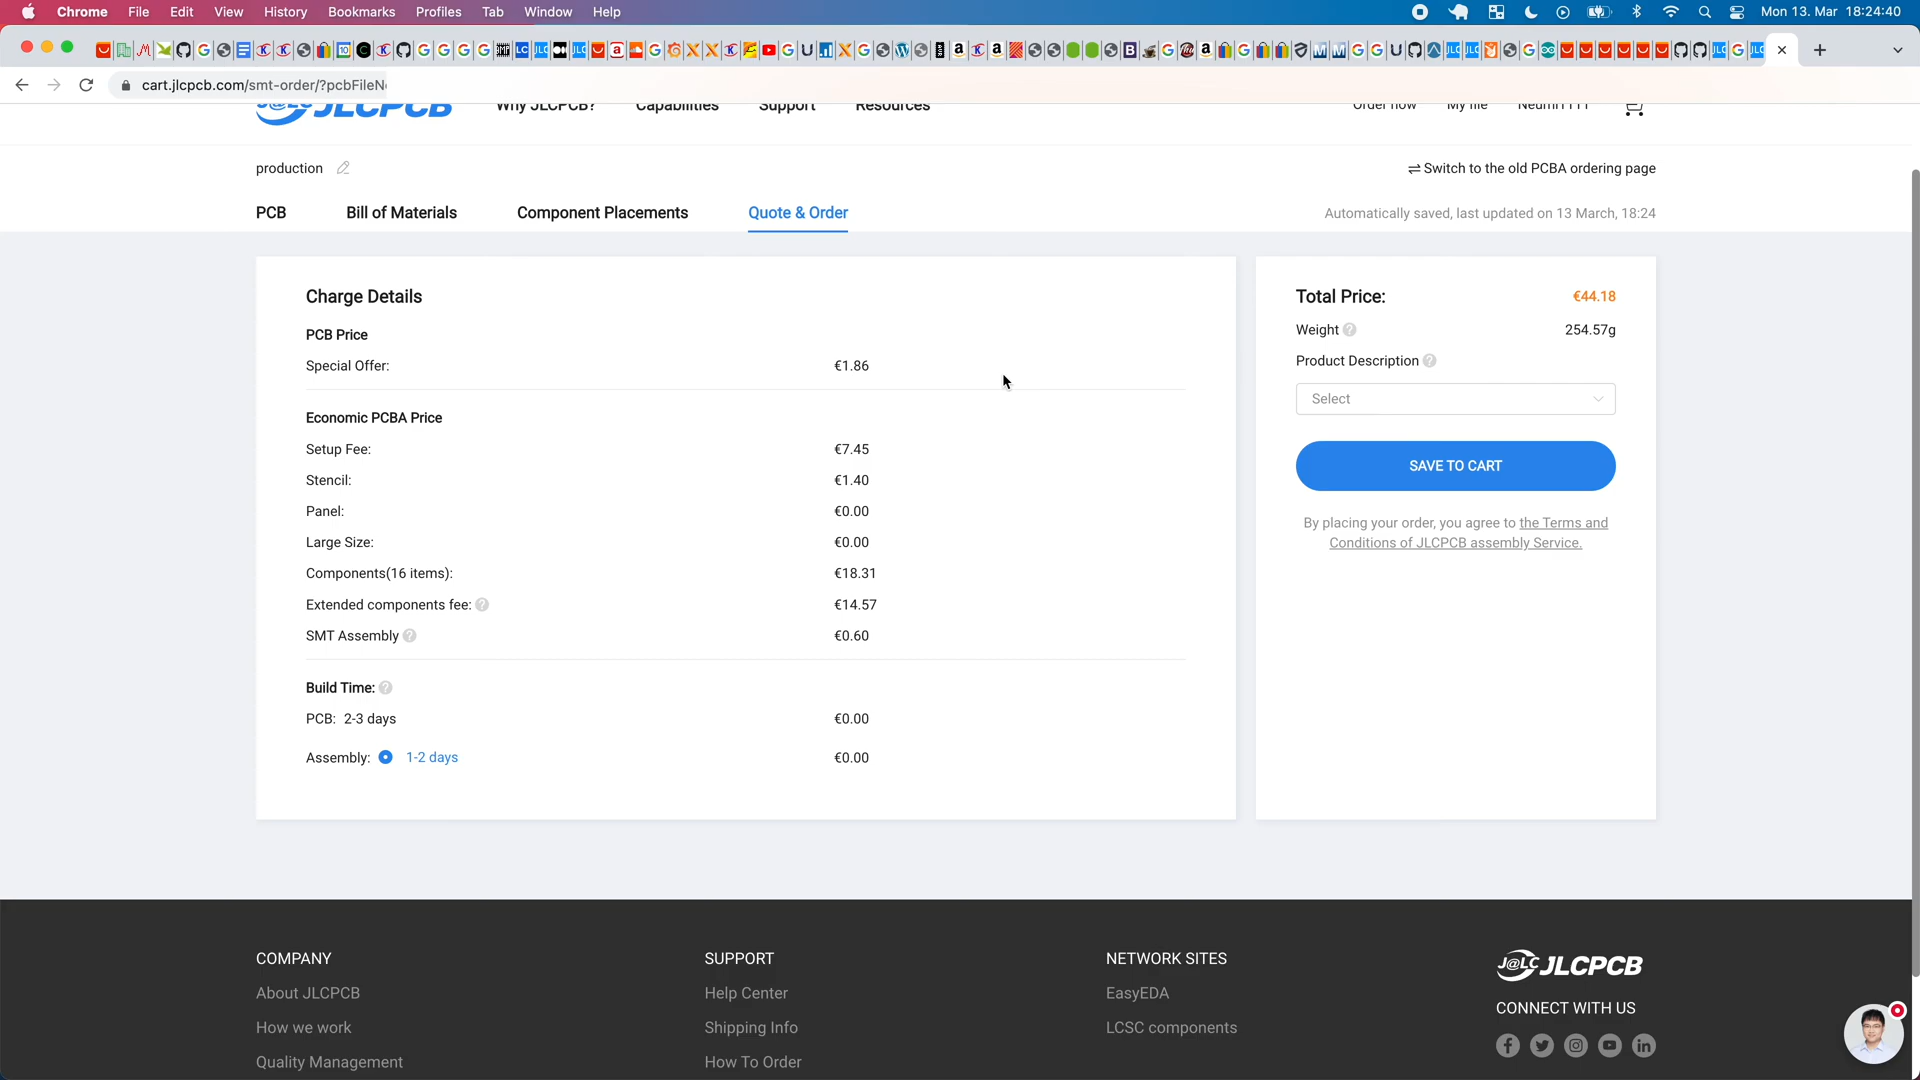 Chrome File Edit View History Bookmarks Profiles Tab Window Help Mon 13. Mar 18:24:40
cart.jlcpcb.com/smt-order/?pcbFileN
JLCPCB Why JLCPCB? Capabilities Support Resources Order now My file
production Switch to the old PCBA ordering page
PCB Bill of Materials Component Placements Quote & Order Automatically saved, last updated on 13 March, 18:24
Charge Details
PCB Price
Special Offer: €1.86
Economic PCBA Price
Setup Fee: €7.45
Stencil: €1.40
Panel: €0.00
Large Size: €0.00
Components(16 items): €18.31
Extended components fee: €14.57
SMT Assembly €0.60
Build Time:
PCB: 2-3 days €0.00
Assembly: 1-2 days €0.00
Total Price: €44.18
Weight 254.57g
Product Description
Select
SAVE TO CART
By placing your order, you agree to the Terms and
Conditions of JLCPCB assembly Service.
COMPANY
About JLCPCB
How we work
Quality Management
SUPPORT
Help Center
Shipping Info
How To Order
NETWORK SITES
EasyEDA
LCSC components
J@LC JLCPCB
CONNECT WITH US